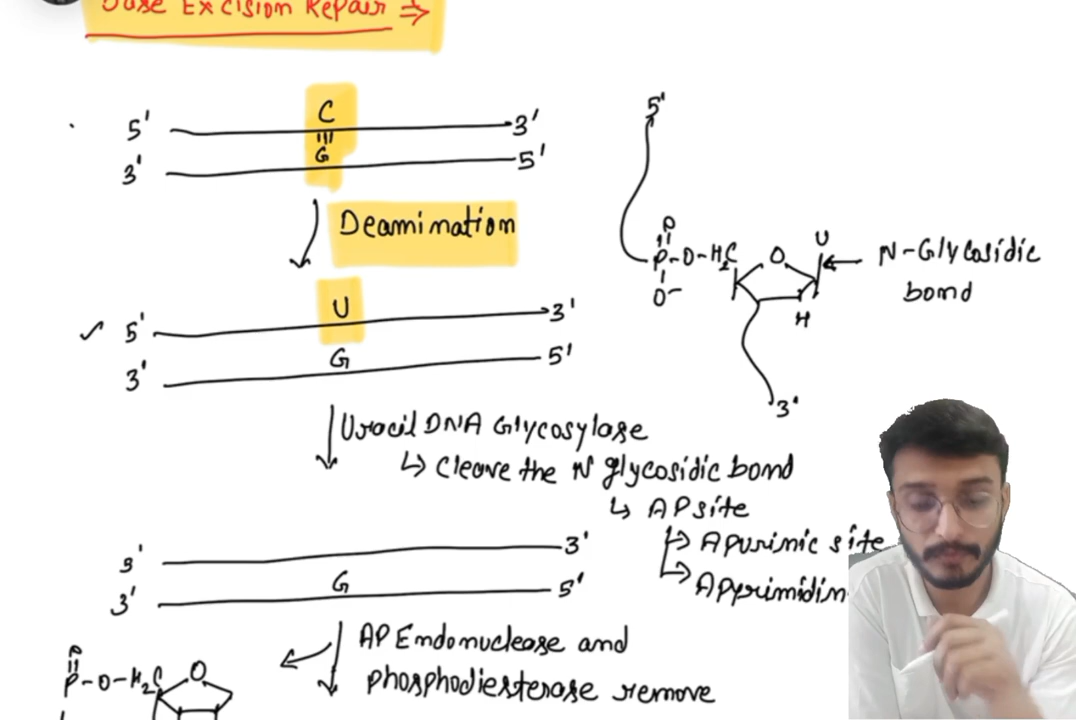 Base Excision Repair ⇒
C
5' 3'
G
3' 5'
Deamination
U
5' 3'
G
3' 5'
Uracil DNA Glycosylase
↳ Cleave the N glycosidic bond
↳ AP site
↳ Apurinic site
↳ Apyrimidin
3' 3'
G
3' 5'
AP Endonuclease and
phosphodiesterase remove
P
P-O-H2C O
5'
P
P-O-H2C O U
O-
H
N-Glycosidic
bond
3'